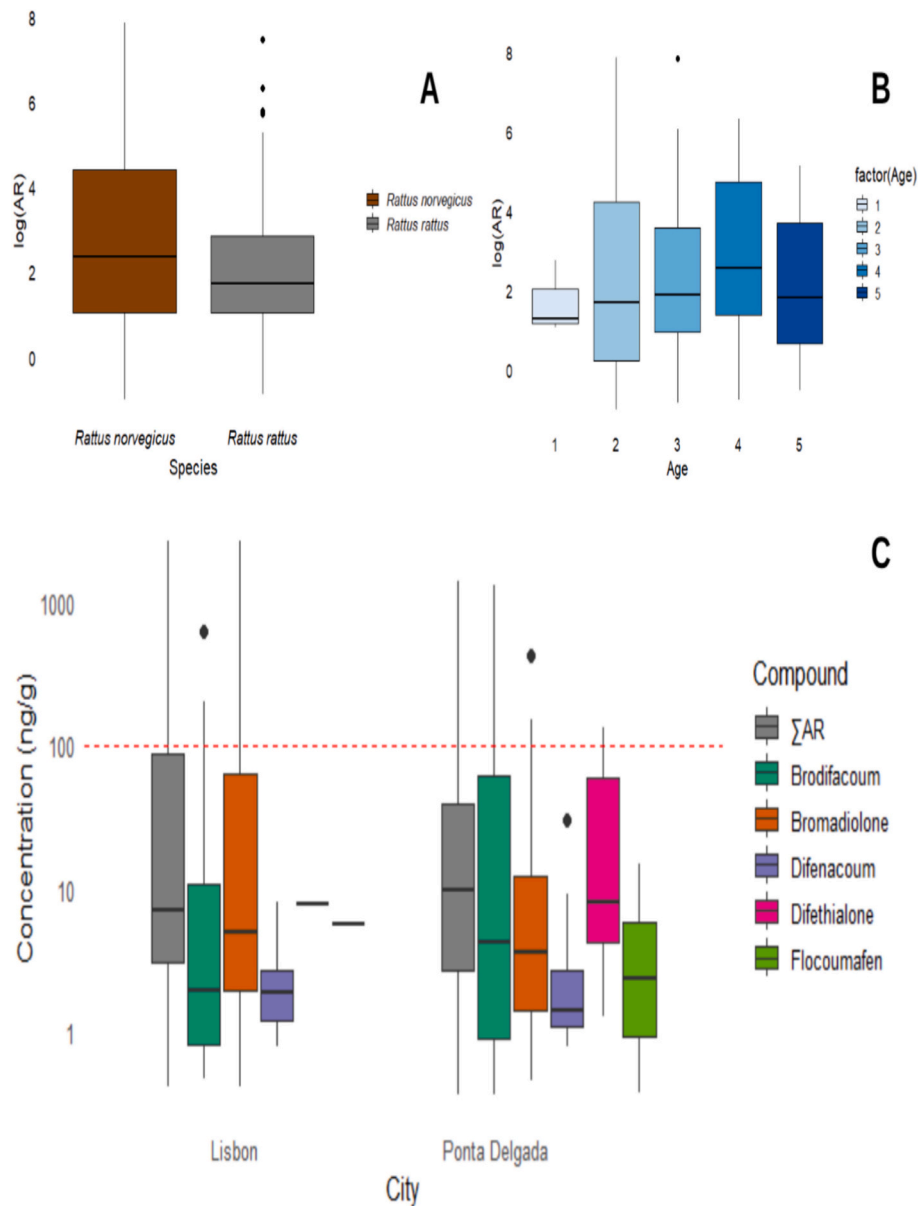 A
log(AR)
8
6
4
2
0
Rattus norvegicus
Rattus rattus
Species
Rattus norvegicus
Rattus rattus
B
log(AR)
8
6
4
2
0
1
2
3
4
5
Age
factor(Age)
1
2
3
4
5
C
Concentration (ng/g)
1000
100
10
1
Lisbon
Ponta Delgada
City
Compound
∑AR
Brodifacoum
Bromadiolone
Difenacoum
Difethialone
Flocoumafen